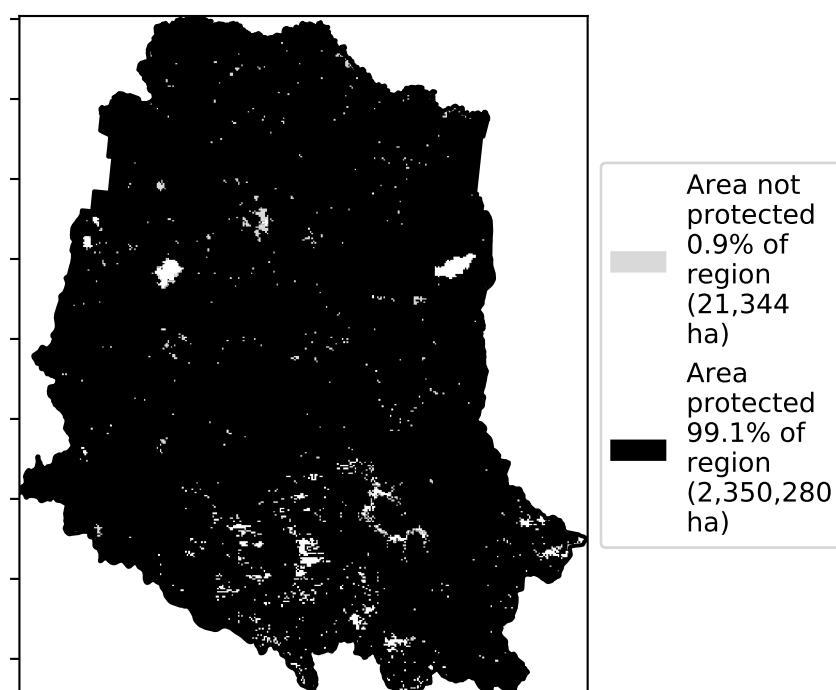 Area not
protected
0.9% of
region
(21,344
ha)
Area
protected
99.1% of
region
(2,350,280
ha)